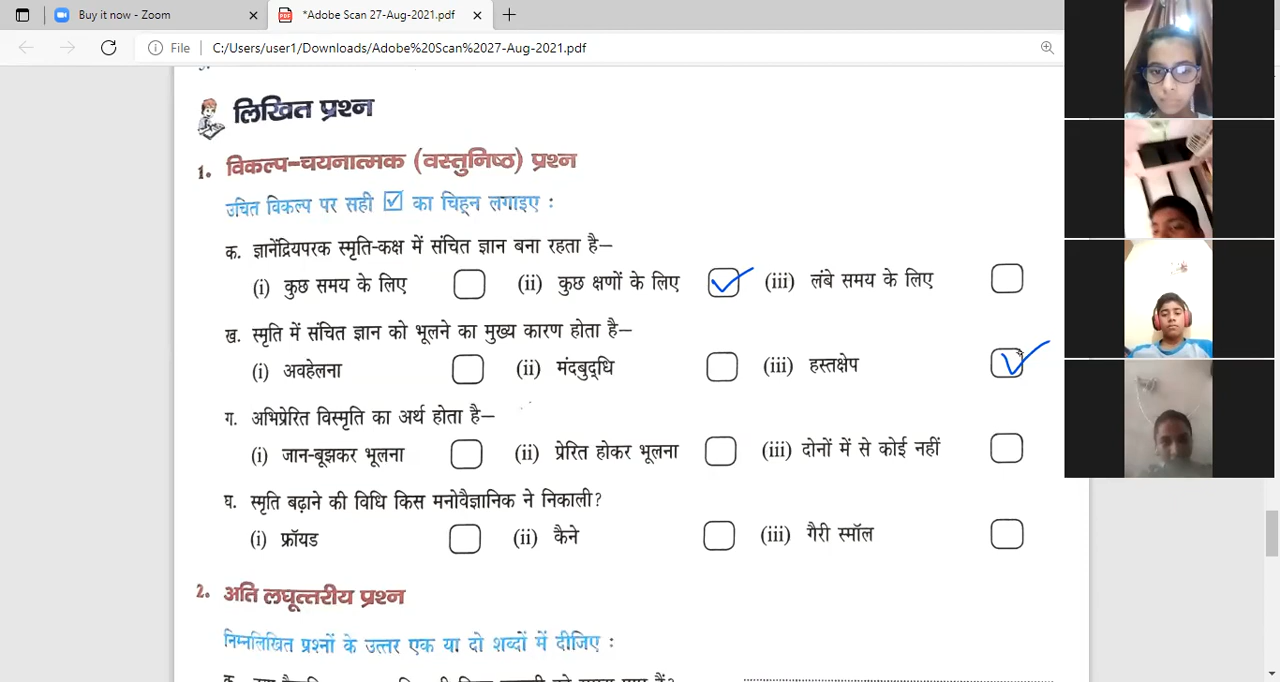 Buy it now - Zoom
*Adobe Scan 27-Aug-2021.pdf
File
C:/Users/user1/Downloads/Adobe%20Scan%2027-Aug-2021.pdf
लिखित प्रश्न
1. विकल्प-चयनात्मक (वस्तुनिष्ठ) प्रश्न
उचित विकल्प पर सही ☑ का चिह्न लगाइए :
क. ज्ञानेंद्रियपरक स्मृति-कक्ष में संचित ज्ञान बना रहता है—
(i) कुछ समय के लिए (ii) कुछ क्षणों के लिए (iii) लंबे समय के लिए
ख. स्मृति में संचित ज्ञान को भूलने का मुख्य कारण होता है—
(i) अवहेलना (ii) मंदबुद्धि (iii) हस्तक्षेप
ग. अभिप्रेरित विस्मृति का अर्थ होता है—
(i) जान-बूझकर भूलना (ii) प्रेरित होकर भूलना (iii) दोनों में से कोई नहीं
घ. स्मृति बढ़ाने की विधि किस मनोवैज्ञानिक ने निकाली?
(i) फ्रॉयड (ii) कैने (iii) गैरी स्मॉल
2. अति लघूत्तरीय प्रश्न
निम्नलिखित प्रश्नों के उत्तर एक या दो शब्दों में दीजिए :